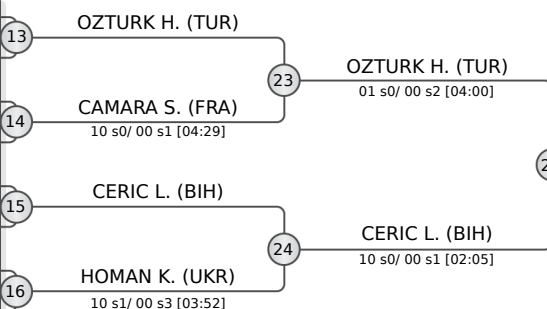 13
OZTURK H. (TUR)
23
OZTURK H. (TUR)
01 s0/ 00 s2 [04:00]
14
CAMARA S. (FRA)
10 s0/ 00 s1 [04:29]
15
CERIC L. (BIH)
24
CERIC L. (BIH)
10 s0/ 00 s1 [02:05]
16
HOMAN K. (UKR)
10 s1/ 00 s3 [03:52]